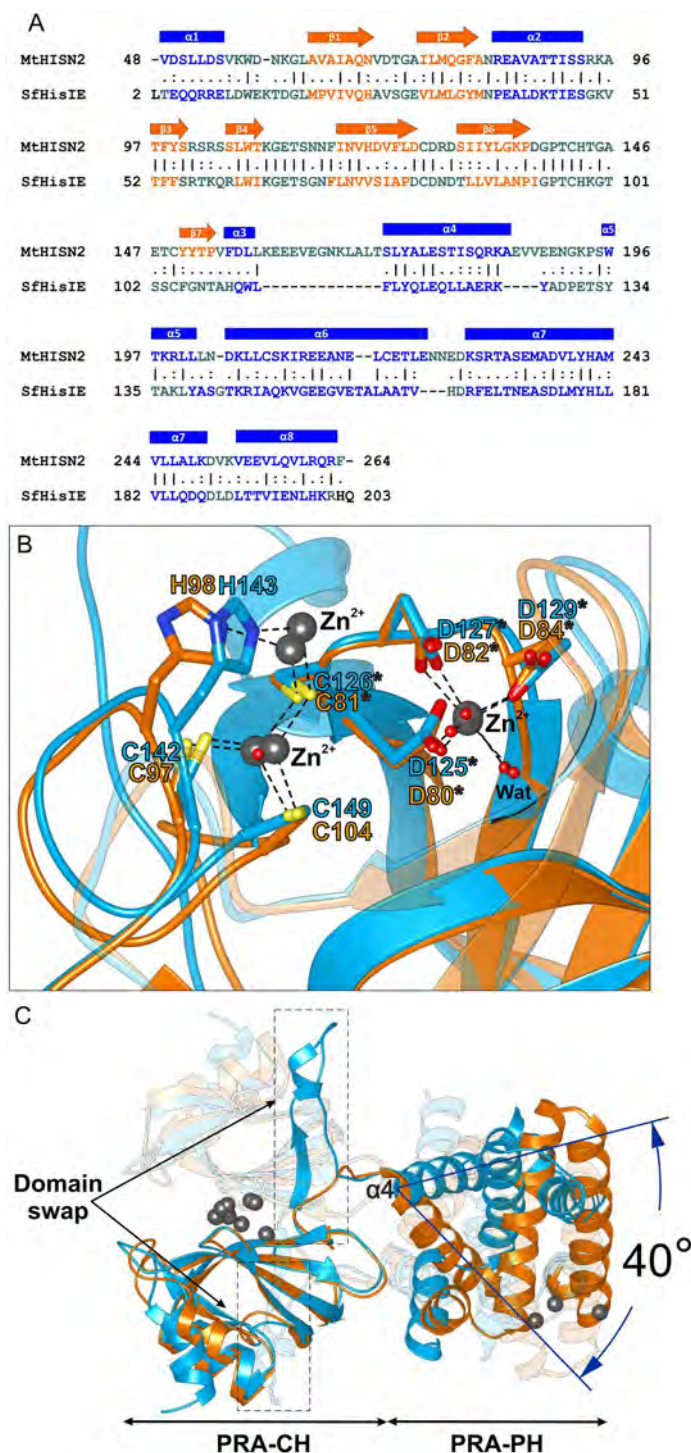 A
α1 β1 β2 α2
MtHISN2 48 -VDSLLDSVKWD-NKGLAVAIAQNVDTGAILMQGFANREAVATTISSRKA 96
SfHisIE 2 LTEQQRRELDWEKTDGLMPVIVQHAVSGEVLMLGYMNPEALDKTIESGKV 51
β3 β4 β5 β6
MtHISN2 97 TFYSRSRSSLWTKGETSNNFINVHDVFLDCDRDSIIYLGKPDGPTCHTGA 146
SfHisIE 52 TFFSRTKQRLWIKGETSGNFLNVVSIAPDCDNDTLLVLANPIGPTCHKGT 101
β7 α3 α4 α5
MtHISN2 147 ETCYYTPVFDLLKEEEVEGNKLALTSLYALESTISQRKAEVVEENGKPSW 196
SfHisIE 102 SSCFGNTAHQWL-------------FLYQLEQLLAERK----YADPETSY 134
α5 α6 α7
MtHISN2 197 TKRLLLN-DKLLCSKIREEANE--LCETLENNEDKSRTASEMADVLYHAM 243
SfHisIE 135 TAKLYASGTKRIAQKVGEEGVETALAATV---HDRFELTNEASDLMYHLL 181
α7 α8
MtHISN2 244 VLLALKDVKVEEVLQVLRQRF- 264
SfHisIE 182 VLLQDQDLDLTTVIENLHKRHQ 203
B
H98 H143
Zn2+
D127*
D82*
D129*
D84*
C126*
C81*
C142
C97
Zn2+
Zn2+
D125*
D80*
Wat
C149
C104
C
Domain
swap
α4
40°
PRA-CH PRA-PH